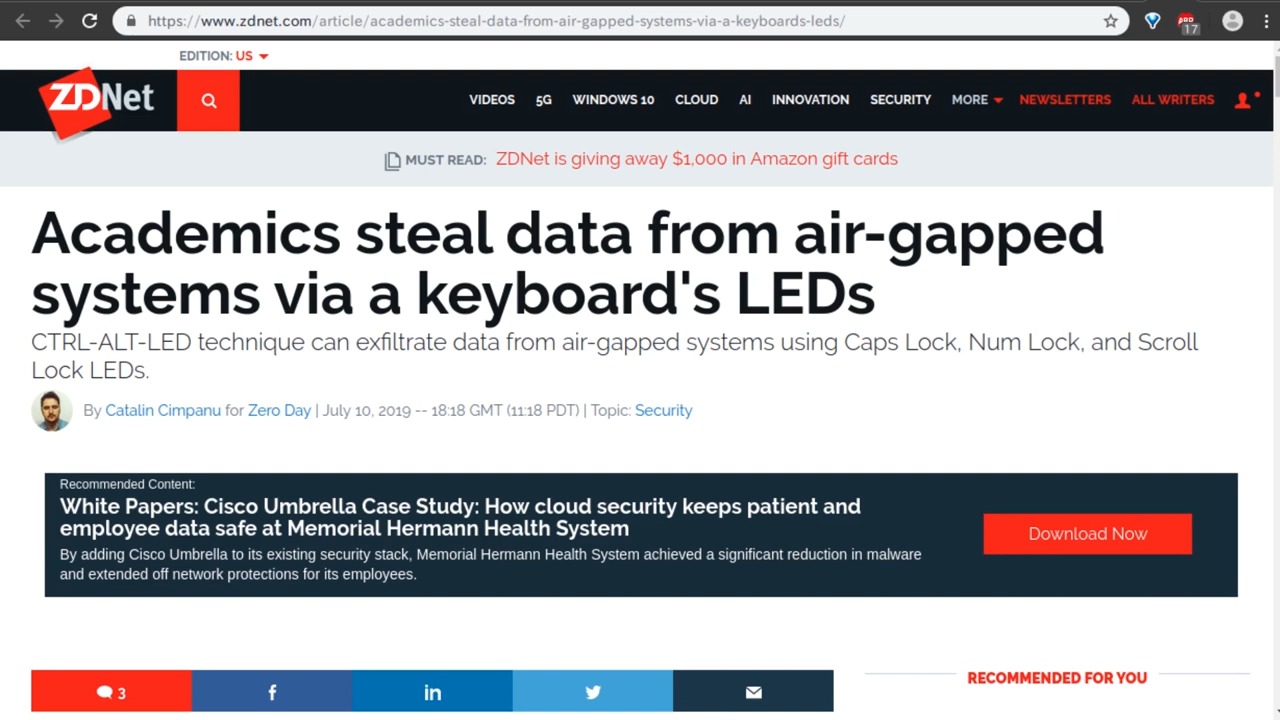 https://www.zdnet.com/article/academics-steal-data-from-air-gapped-systems-via-a-keyboards-leds/
17
EDITION: US
ZDNet
VIDEOS 5G WINDOWS 10 CLOUD AI INNOVATION SECURITY MORE NEWSLETTERS ALL WRITERS
MUST READ: ZDNet is giving away $1,000 in Amazon gift cards
Academics steal data from air-gapped
systems via a keyboard's LEDs
CTRL-ALT-LED technique can exfiltrate data from air-gapped systems using Caps Lock, Num Lock, and Scroll
Lock LEDs.
By Catalin Cimpanu for Zero Day | July 10, 2019 -- 18:18 GMT (11:18 PDT) | Topic: Security
Recommended Content:
White Papers: Cisco Umbrella Case Study: How cloud security keeps patient and
employee data safe at Memorial Hermann Health System
By adding Cisco Umbrella to its existing security stack, Memorial Hermann Health System achieved a significant reduction in malware
and extended off network protections for its employees.
Download Now
3
f
in
RECOMMENDED FOR YOU